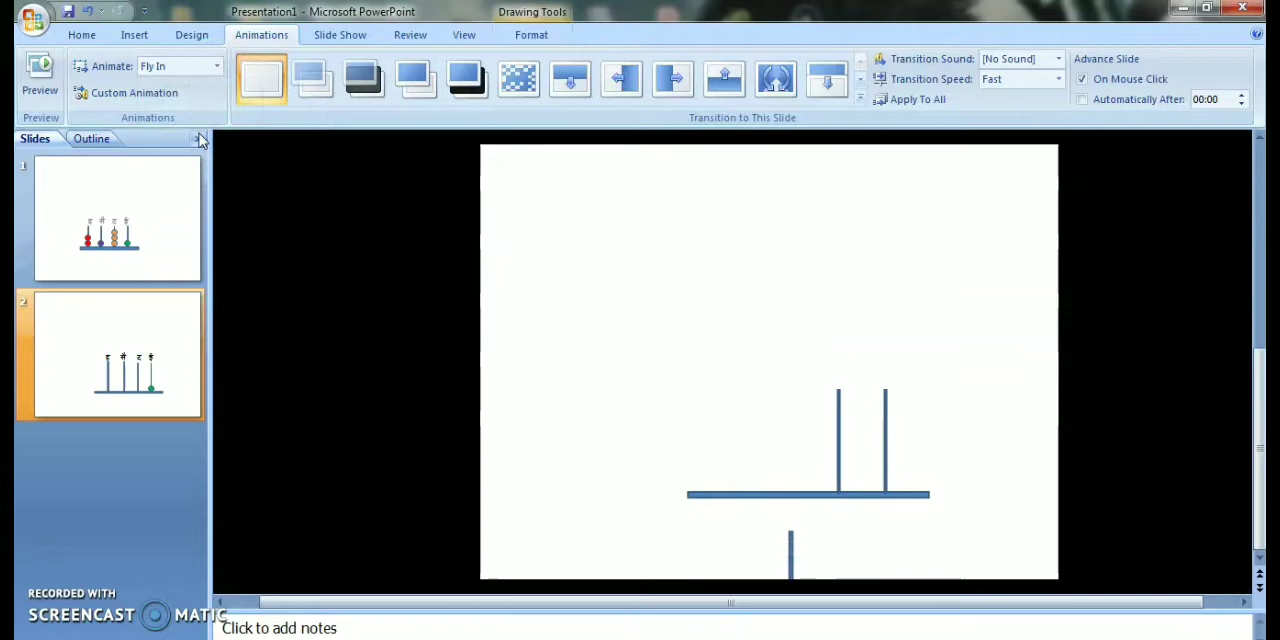 Presentation1 - Microsoft PowerPoint
Drawing Tools
Home
Insert
Design
Animations
Slide Show
Review
View
Format
Preview
Animate:
Fly In
Custom Animation
Transition Sound:
[No Sound]
Transition Speed:
Fast
Apply To All
Advance Slide
On Mouse Click
Automatically After:
00:00
Preview
Animations
Transition to This Slide
Slides
Outline
1
2
RECORDED WITH
SCREENCAST MATIC
Click to add notes